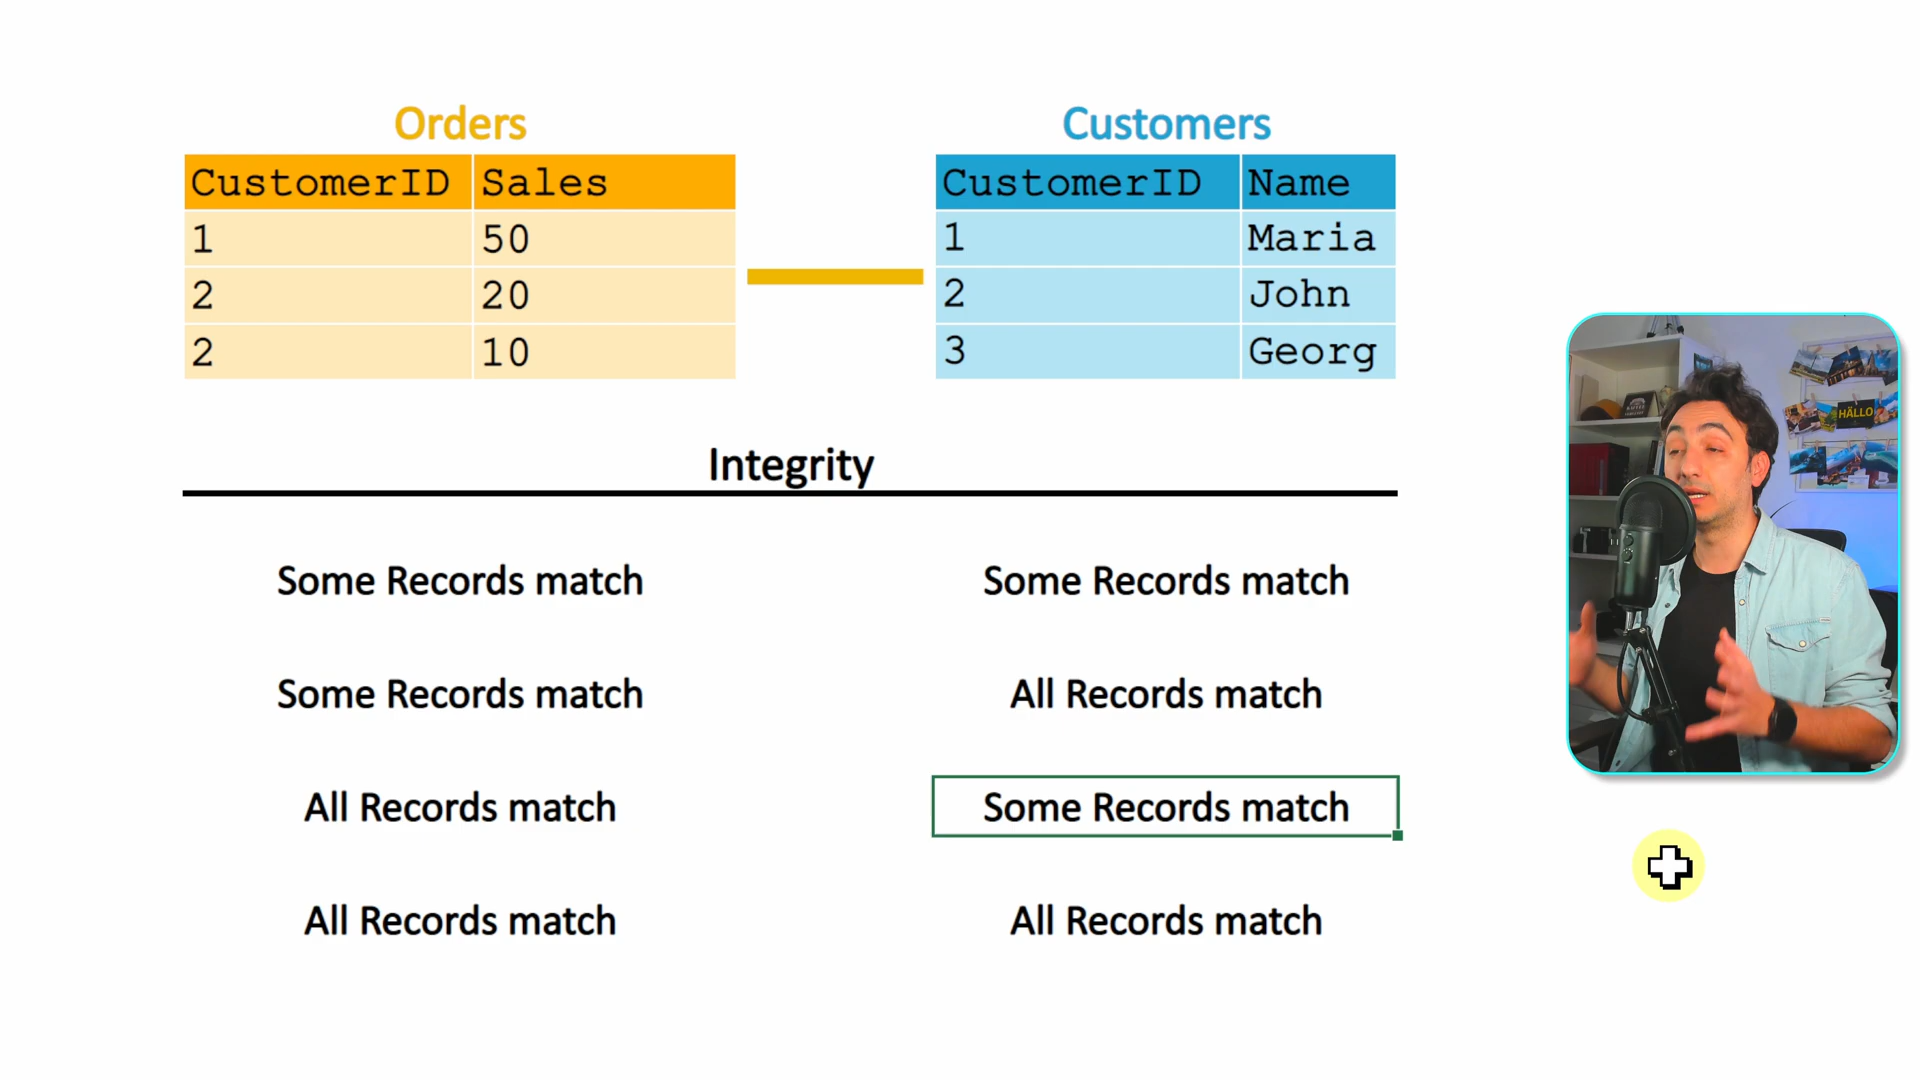 Orders Customers
CustomerID Sales CustomerID Name
1 50 1 Maria
2 20 2 John
2 10 3 Georg
HÄLLO
Integrity
Some Records match Some Records match
Some Records match All Records match
All Records match Some Records match
All Records match All Records match